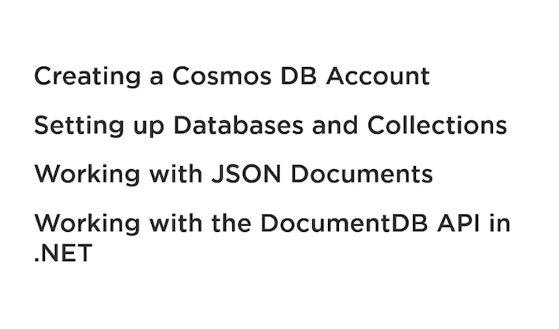 Creating a Cosmos DB Account
Setting up Databases and Collections
Working with JSON Documents
Working with the DocumentDB API in
.NET